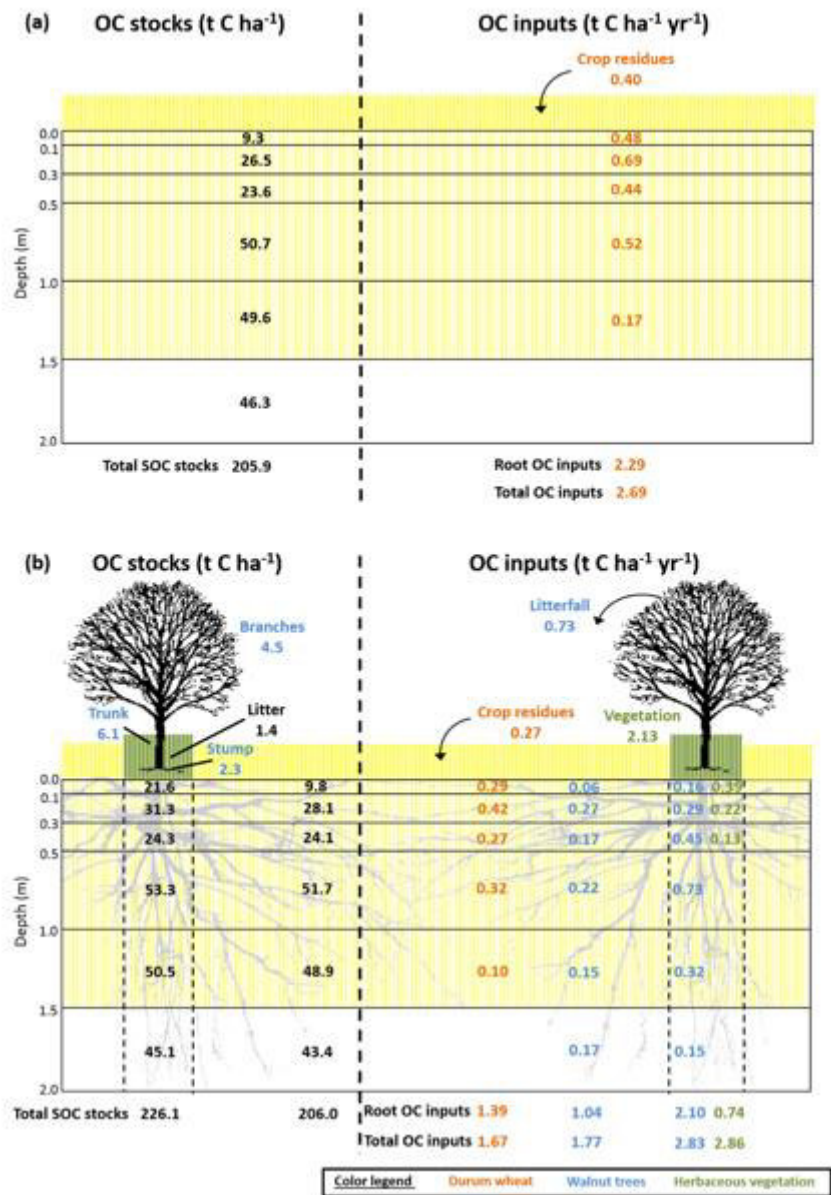 (a) OC stocks (t C ha⁻¹) OC inputs (t C ha⁻¹ yr⁻¹)
Crop residues
0.40
0.0
9.3 0.48
0.1
26.5 0.69
0.3
23.6 0.44
0.5
50.7 0.52
Depth (m)
1.0
49.6 0.17
1.5
46.3
2.0
Total SOC stocks 205.9 Root OC inputs 2.29
Total OC inputs 2.69
(b) OC stocks (t C ha⁻¹) OC inputs (t C ha⁻¹ yr⁻¹)
Branches
4.5
Litterfall
0.73
Trunk
6.1
Litter
1.4
Stump
2.3
Crop residues
0.27
Vegetation
2.13
0.0
21.6 9.8 0.29 0.06 0.16 0.39
0.1
31.3 28.1 0.42 0.27 0.29 0.22
0.3
24.3 24.1 0.27 0.17 0.45 0.13
0.5
53.3 51.7 0.32 0.22 0.73
Depth (m)
1.0
50.5 48.9 0.10 0.15 0.32
1.5
45.1 43.4 0.17 0.15
2.0
Total SOC stocks 226.1 206.0 Root OC inputs 1.39 1.04 2.10 0.74
Total OC inputs 1.67 1.77 2.83 2.86
Color legend Durum wheat Walnut trees Herbaceous vegetation